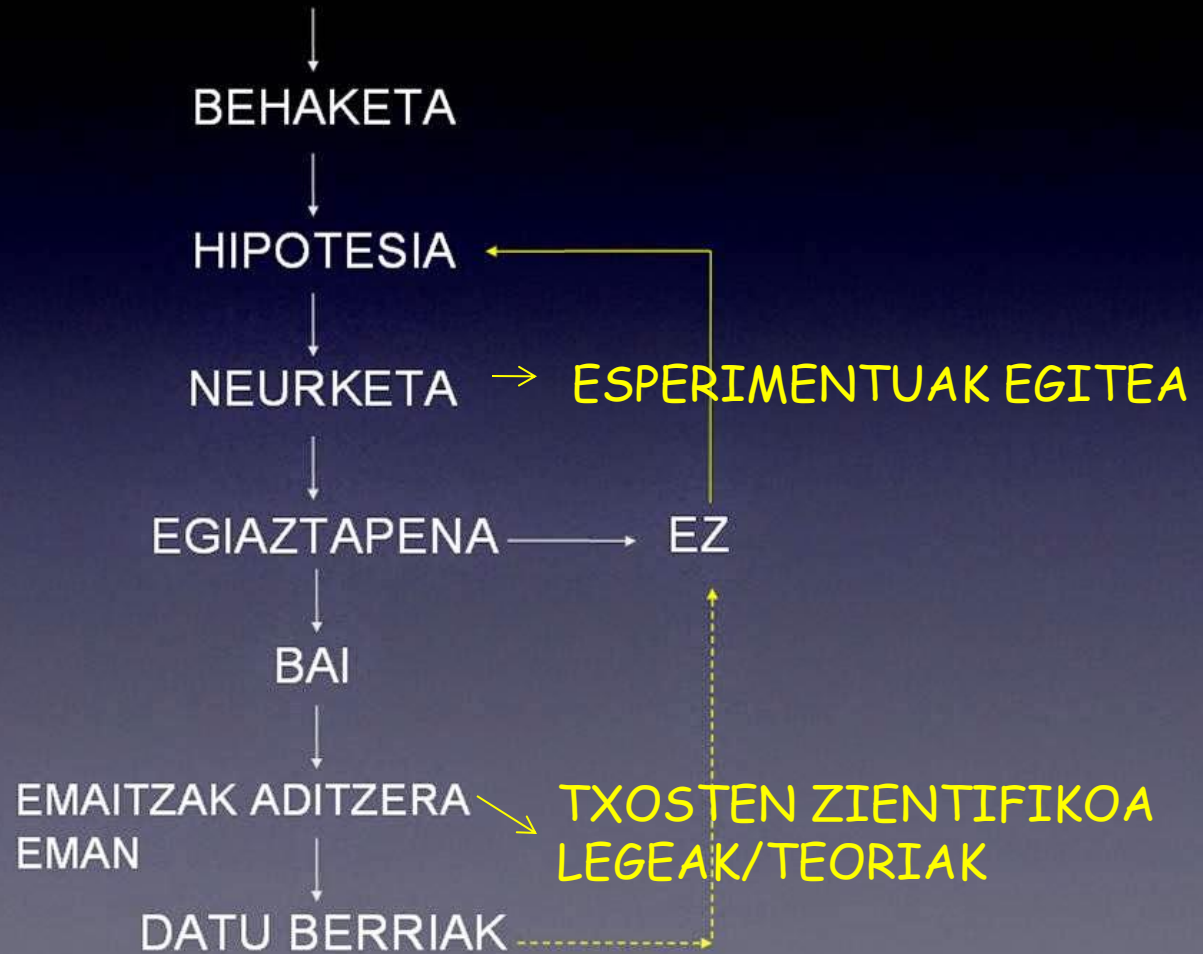 BEHAKETA
HIPOTESIA
NEURKETA → ESPERIMENTUAK EGITEA
EGIAZTAPENA EZ
BAI
EMAITZAK ADITZERA
EMAN
TXOSTEN ZIENTIFIKOA
LEGEAK/TEORIAK
DATU BERRIAK